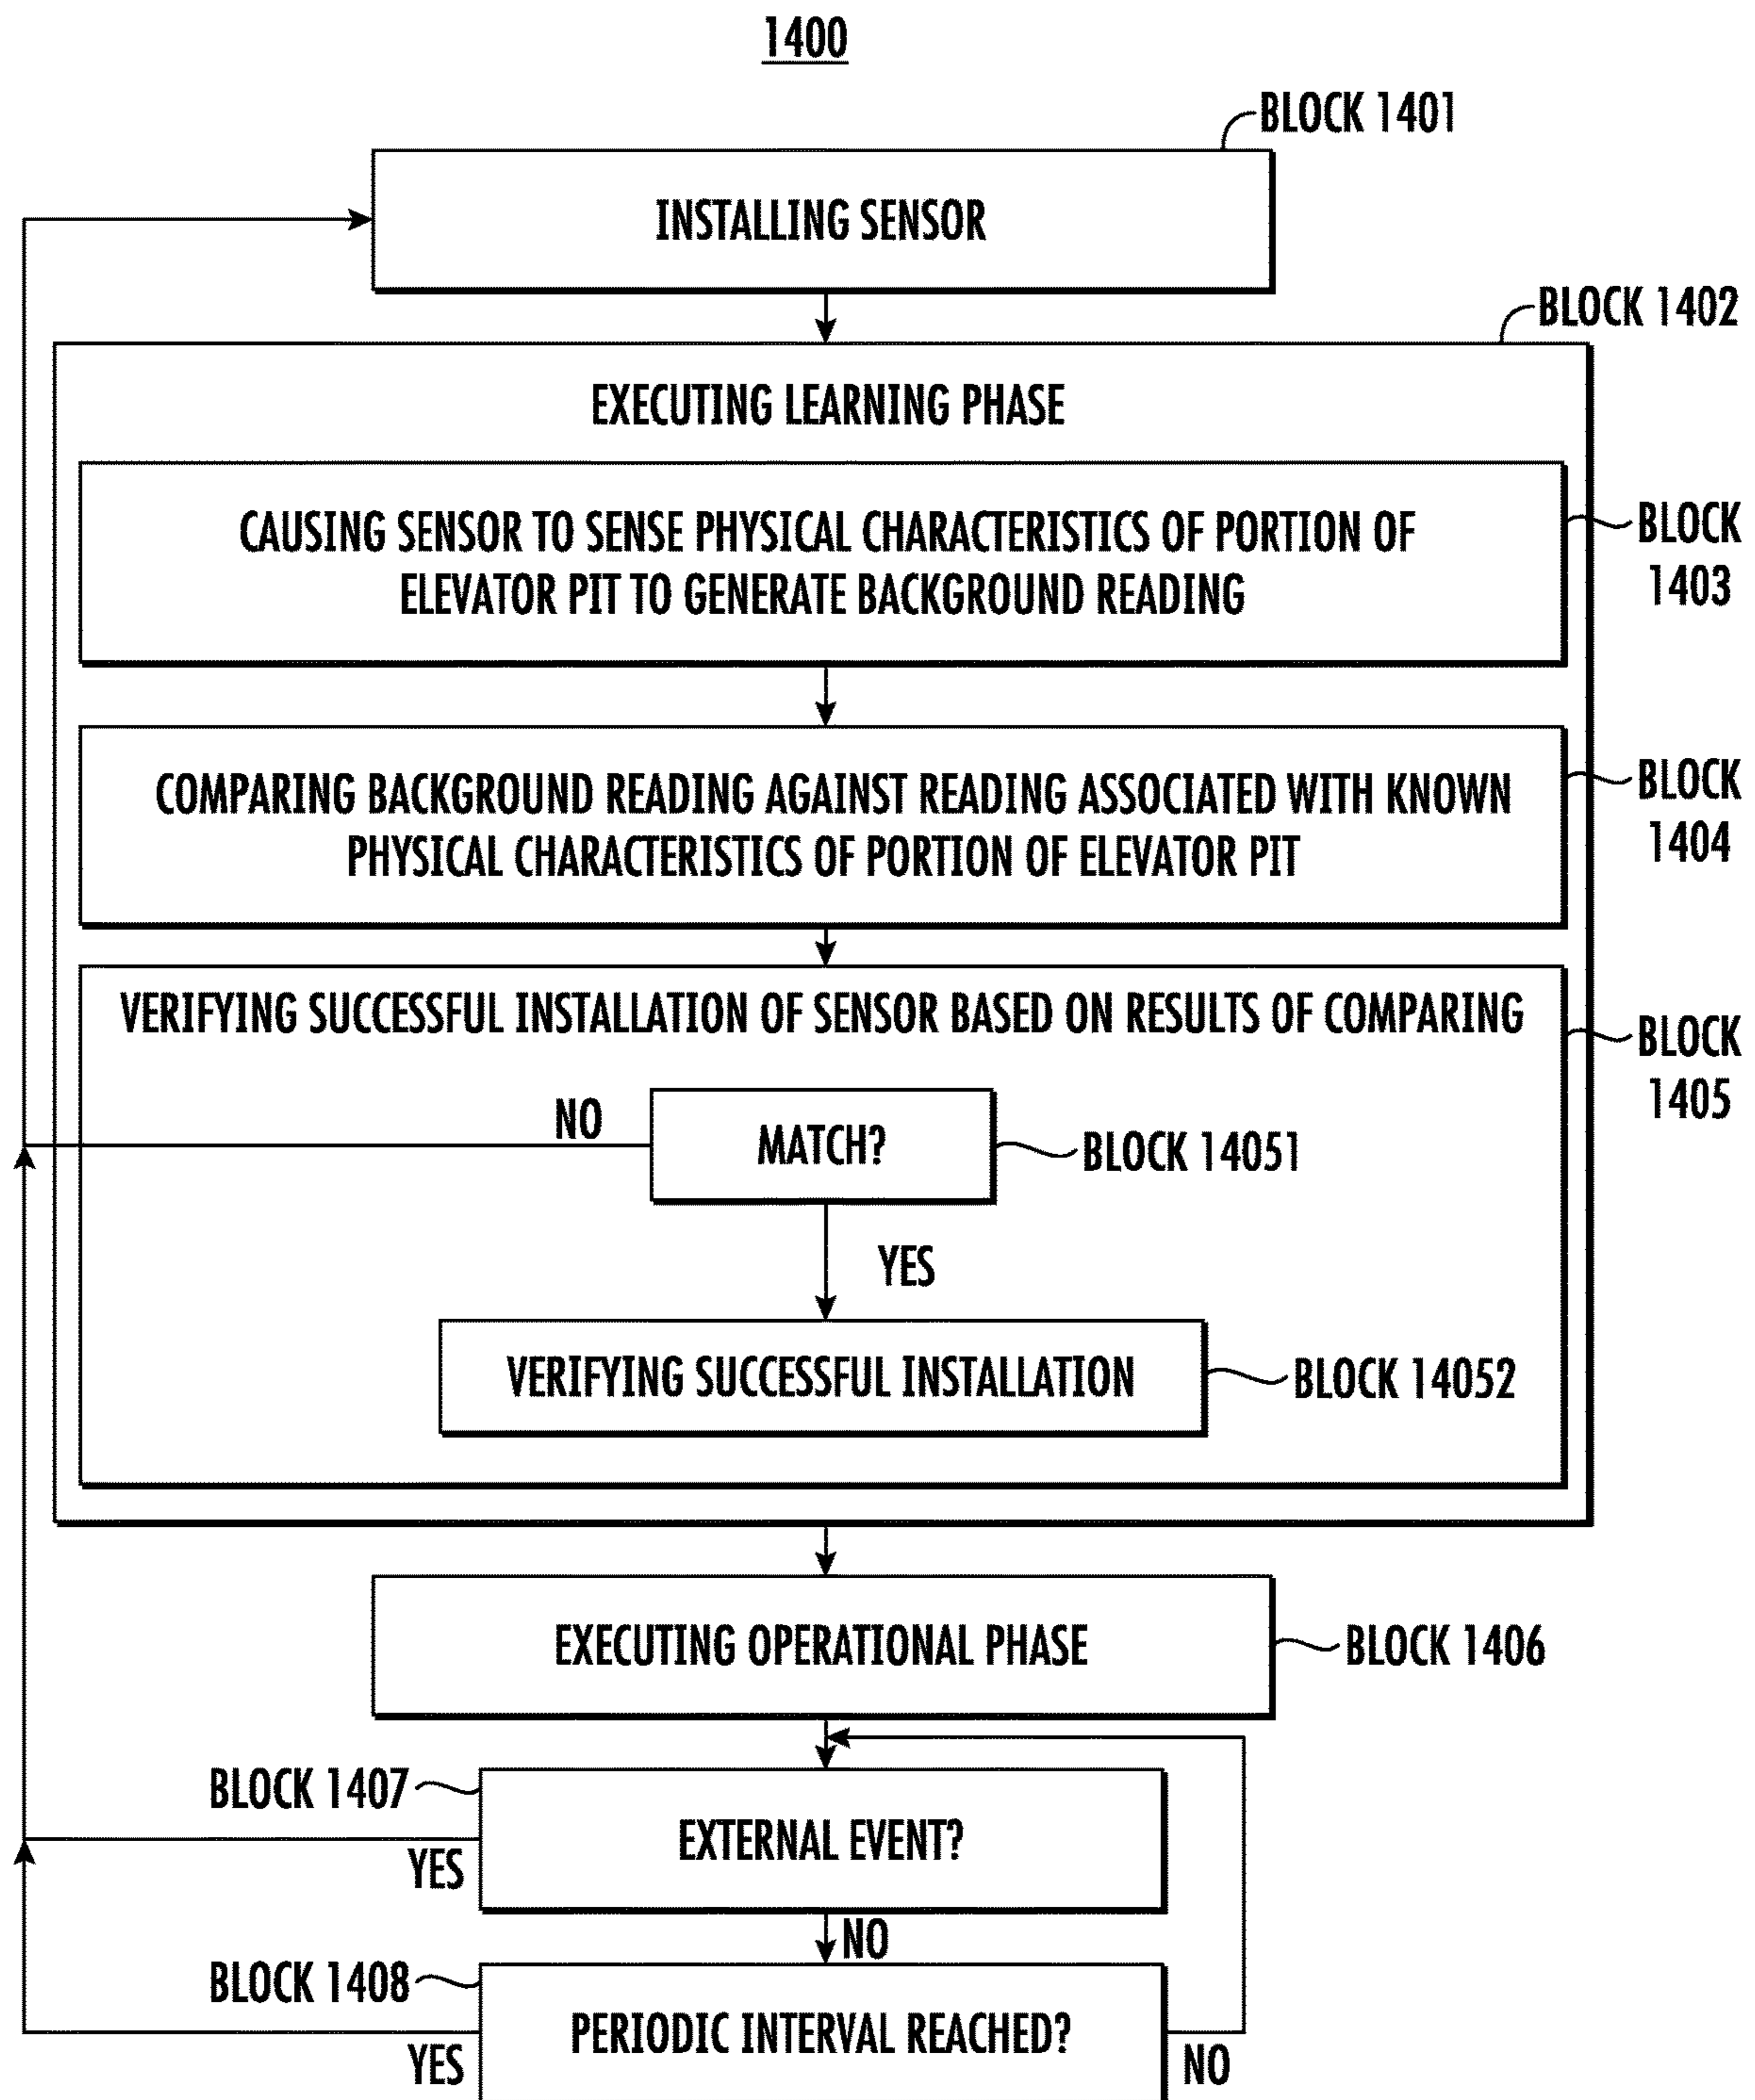 1400
BLOCK 1401
INSTALLING SENSOR
BLOCK 1402
EXECUTING LEARNING PHASE
CAUSING SENSOR TO SENSE PHYSICAL CHARACTERISTICS OF PORTION OF
ELEVATOR PIT TO GENERATE BACKGROUND READING
BLOCK
1403
COMPARING BACKGROUND READING AGAINST READING ASSOCIATED WITH KNOWN
PHYSICAL CHARACTERISTICS OF PORTION OF ELEVATOR PIT
BLOCK
1404
VERIFYING SUCCESSFUL INSTALLATION OF SENSOR BASED ON RESULTS OF COMPARING
BLOCK
1405
NO
MATCH?
BLOCK 14051
YES
VERIFYING SUCCESSFUL INSTALLATION
BLOCK 14052
EXECUTING OPERATIONAL PHASE
BLOCK 1406
BLOCK 1407
EXTERNAL EVENT?
YES
NO
BLOCK 1408
PERIODIC INTERVAL REACHED?
YES
NO